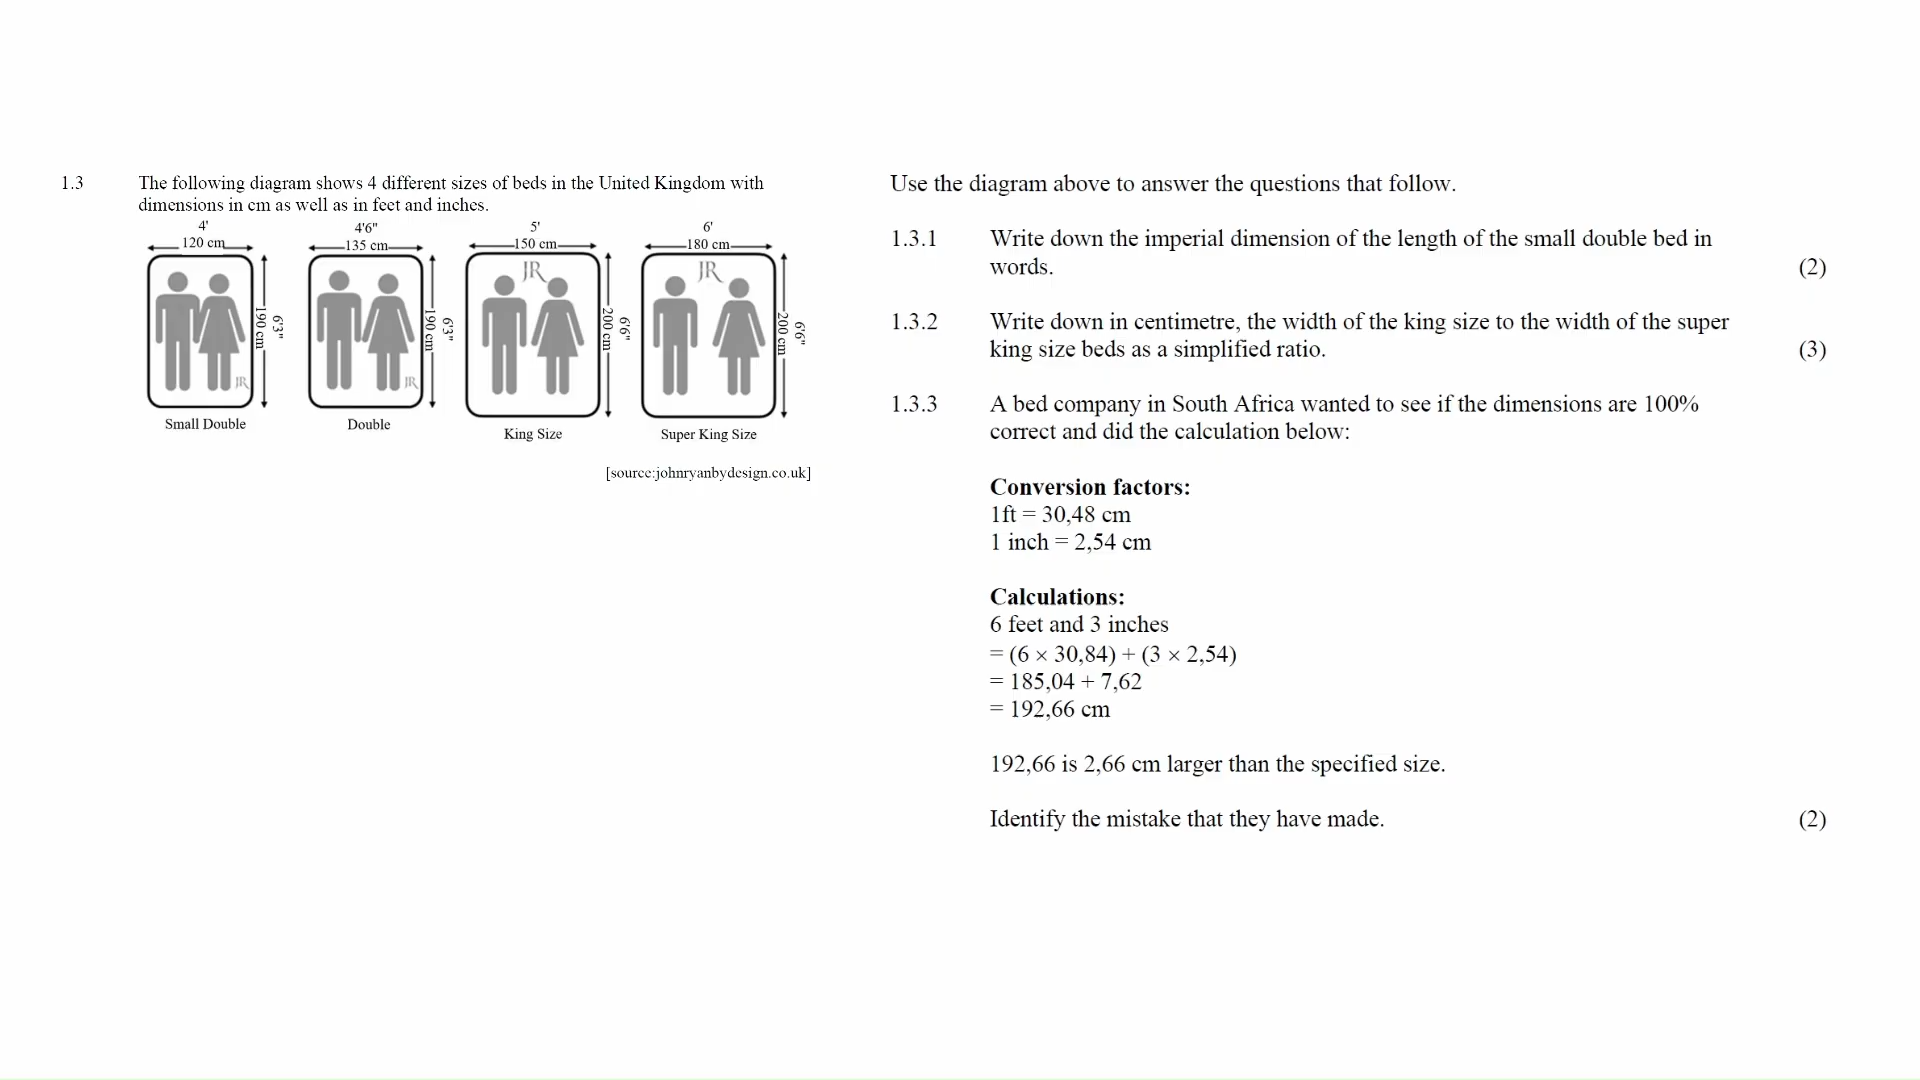 1.3 The following diagram shows 4 different sizes of beds in the United Kingdom with
dimensions in cm as well as in feet and inches.
4'
120 cm
190 cm
6'3"
JR
Small Double
4'6"
135 cm
190 cm
6'3"
JR
Double
5'
150 cm
JR
200 cm
6'6"
King Size
6'
180 cm
JR
200 cm
6'6"
Super King Size
[source:johnryanbydesign.co.uk]
Use the diagram above to answer the questions that follow.
1.3.1 Write down the imperial dimension of the length of the small double bed in
words. (2)
1.3.2 Write down in centimetre, the width of the king size to the width of the super
king size beds as a simplified ratio. (3)
1.3.3 A bed company in South Africa wanted to see if the dimensions are 100%
correct and did the calculation below:
Conversion factors:
1ft = 30,48 cm
1 inch = 2,54 cm
Calculations:
6 feet and 3 inches
= (6 × 30,84) + (3 × 2,54)
= 185,04 + 7,62
= 192,66 cm
192,66 is 2,66 cm larger than the specified size.
Identify the mistake that they have made. (2)